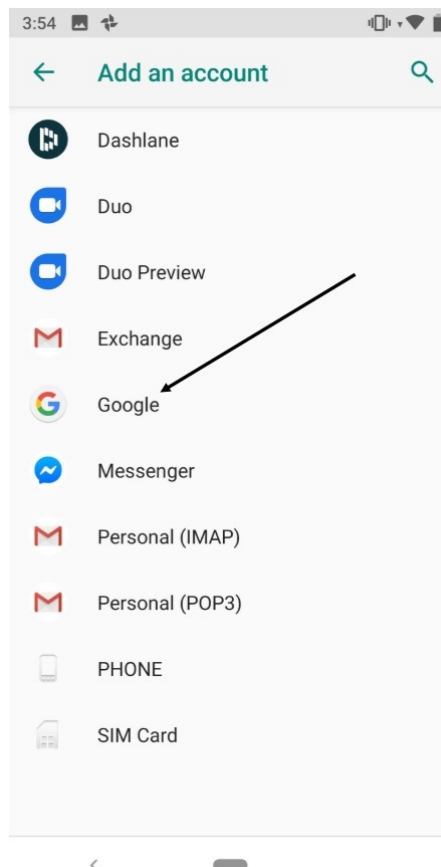 3:54
Add an account
Dashlane
Duo
Duo Preview
Exchange
Google
Messenger
Personal (IMAP)
Personal (POP3)
PHONE
SIM Card